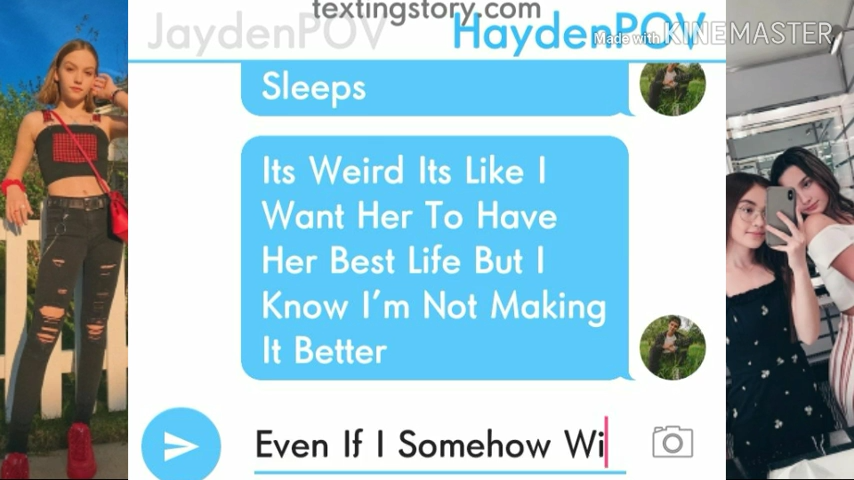 textingstory.com
JaydenPOV HaydenPOV
Made with KINEMASTER
Sleeps
Its Weird Its Like I
Want Her To Have
Her Best Life But I
Know I'm Not Making
It Better
Even If I Somehow Wi